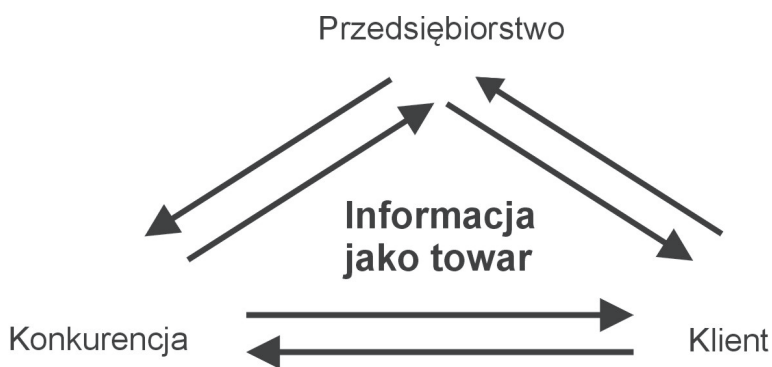 Przedsiębiorstwo
Informacja
jako towar
Konkurencja
Klient